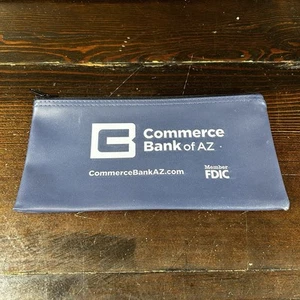 Commerce
Bank of AZ
CommerceBankAZ.com
Member
FDIC